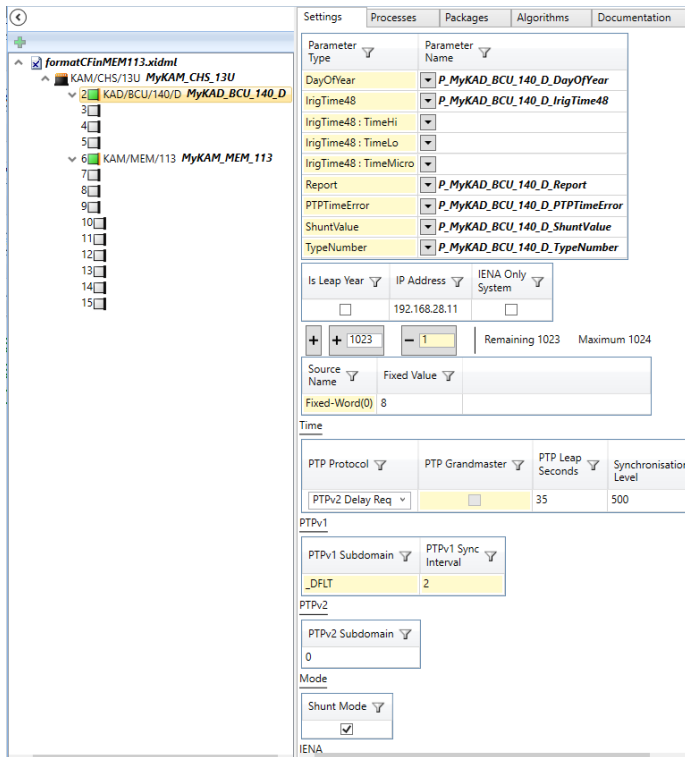 formatCFinMEM113.xidml
KAM/CHS/13U MyKAM_CHS_13U
2 KAD/BCU/140/D MyKAD_BCU_140_D
3
4
5
6 KAM/MEM/113 MyKAM_MEM_113
7
8
9
10
11
12
13
14
15
Settings Processes Packages Algorithms Documentation
Parameter Parameter
Type Name
DayOfYear P_MyKAD_BCU_140_D_DayOfYear
IrigTime48 P_MyKAD_BCU_140_D_IrigTime48
IrigTime48 : TimeHi
IrigTime48 : TimeLo
IrigTime48 : TimeMicro
Report P_MyKAD_BCU_140_D_Report
PTPTimeError P_MyKAD_BCU_140_D_PTPTimeError
ShuntValue P_MyKAD_BCU_140_D_ShuntValue
TypeNumber P_MyKAD_BCU_140_D_TypeNumber
Is Leap Year IP Address IENA Only
System
192.168.28.11
+ + 1023 − 1 Remaining 1023 Maximum 1024
Source
Name Fixed Value
Fixed-Word(0) 8
Time
PTP Protocol PTP Grandmaster PTP Leap
Seconds Synchronisation
Level
PTPv2 Delay Req 35 500
PTPv1
PTPv1 Subdomain PTPv1 Sync
Interval
_DFLT 2
PTPv2
PTPv2 Subdomain
0
Mode
Shunt Mode
IENA